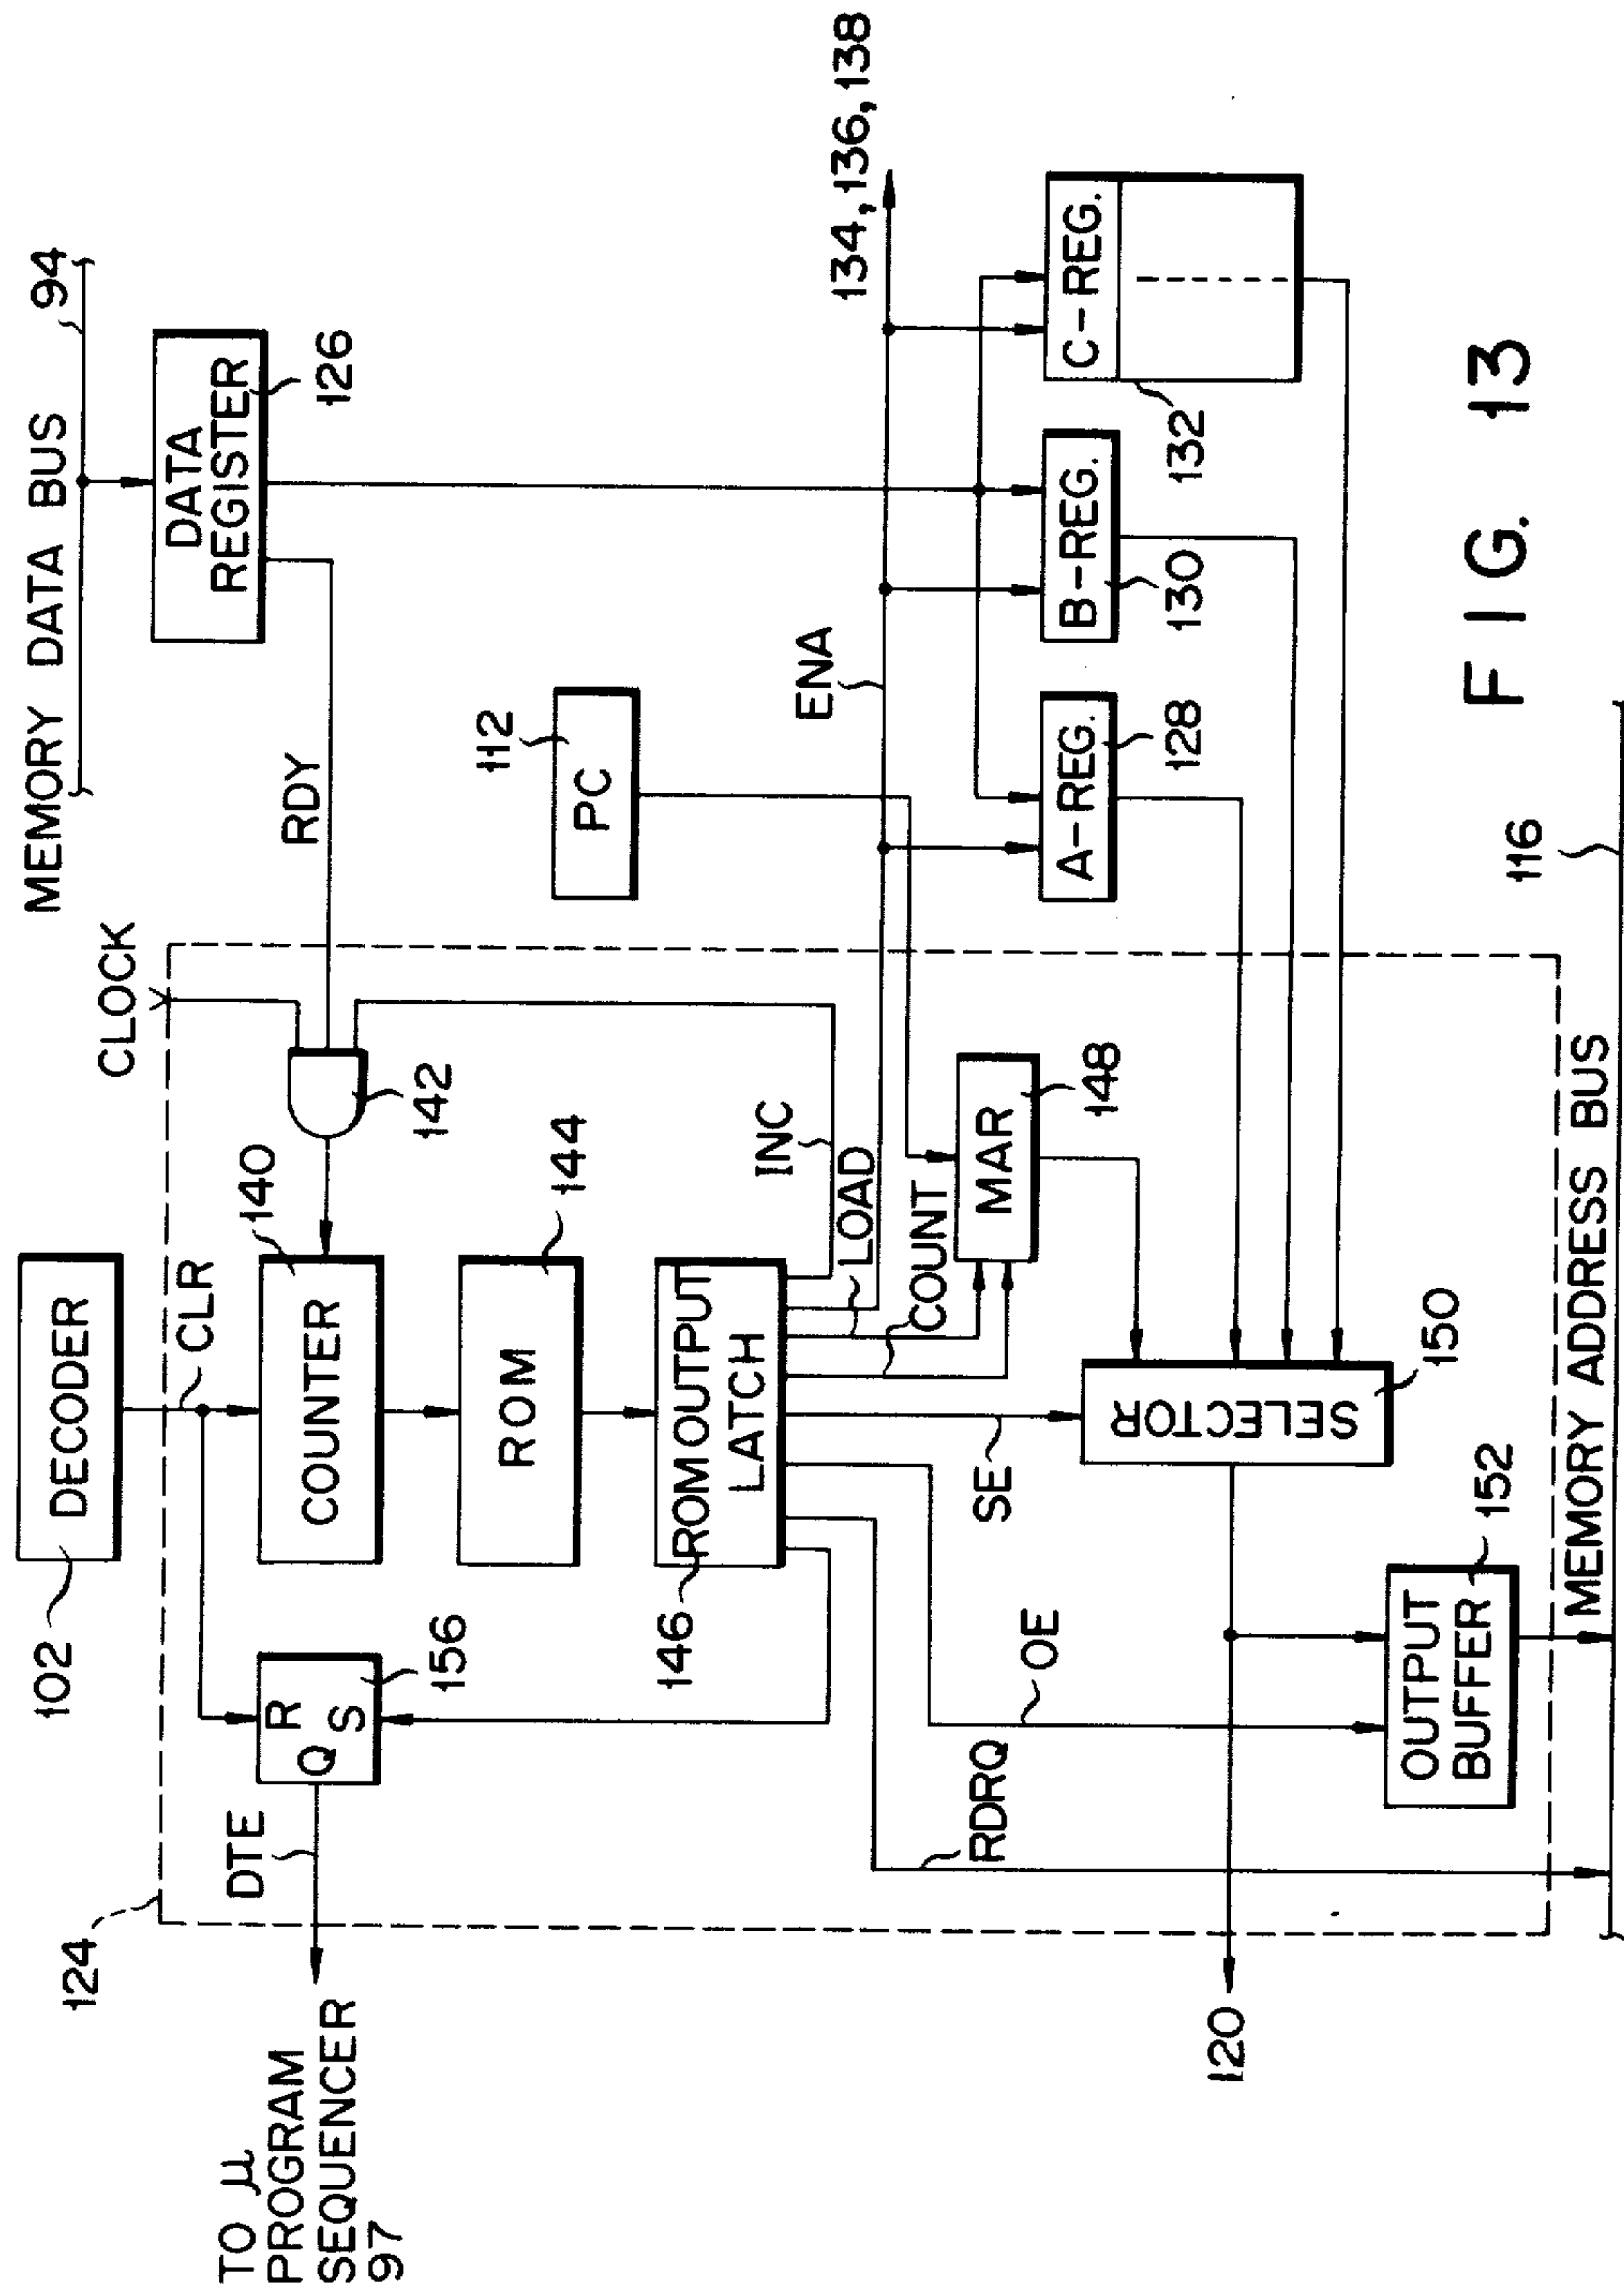 MEMORY DATA BUS 94
DATA
REGISTER
126
RDY
CLOCK
DECODER
102
CLR
140
COUNTER
142
124
DTE
R
Q S
156
TO μ
PROGRAM
SEQUENCER
97
144
ROM
INC
146
ROM OUTPUT
LATCH
LOAD
COUNT
112
PC
ENA
134, 136, 138
MAR
148
A-REG.
128
B-REG.
130
C-REG.
132
SE
OE
RDRQ
SELECTOR
150
120
OUTPUT
BUFFER
152
MEMORY ADDRESS BUS
116
FIG. 13